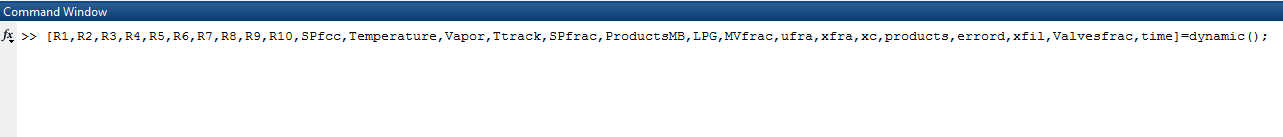 Command Window
fx >> [R1,R2,R3,R4,R5,R6,R7,R8,R9,R10,SPfcc,Temperature,Vapor,Ttrack,SPfrac,ProductsMB,LPG,MVfrac,ufra,xfra,xc,products,errord,xfil,Valvesfrac,time]=dynamic();